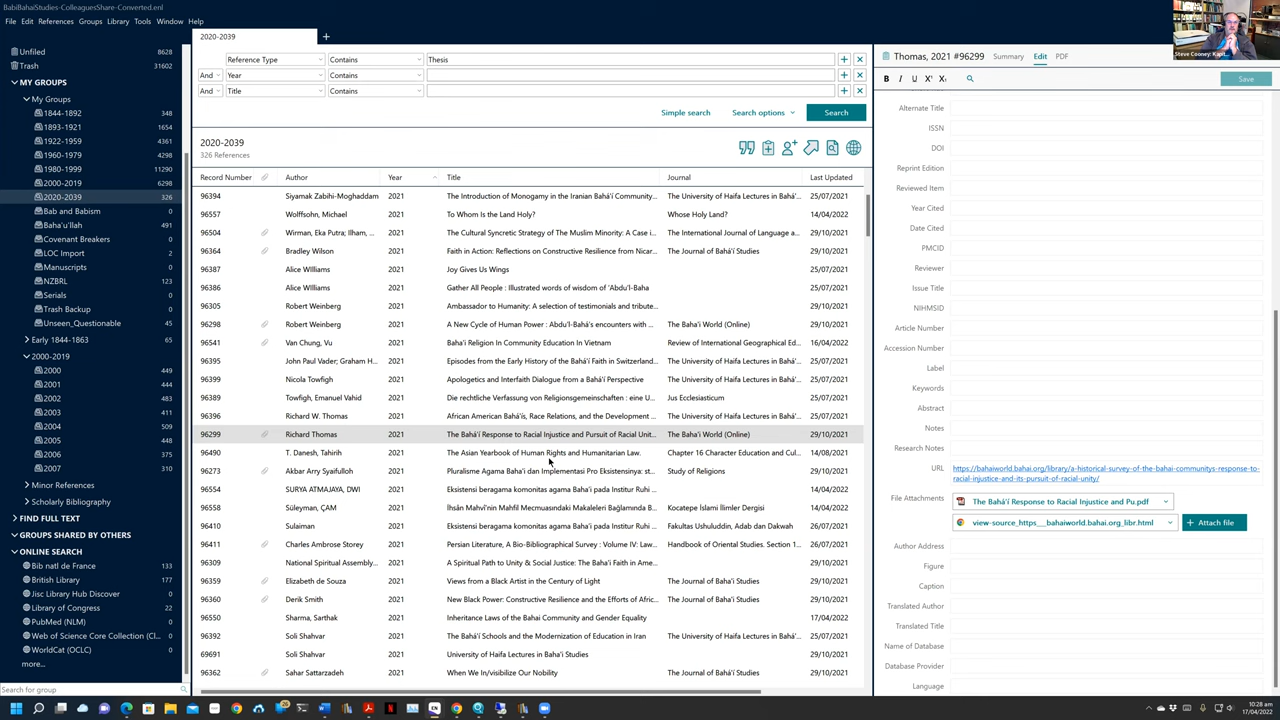 BabiBahaiStudies-ColleaguesShare-Converted.enl
File Edit References Groups Library Tools Window Help
Unfiled 8628
Trash 31602
MY GROUPS
My Groups
1844-1892 348
1893-1921 1654
1922-1959 4361
1960-1979 4298
1980-1999 11290
2000-2019 6298
2020-2039 326
Bab and Babism 0
Baha'u'llah 491
Covenant Breakers 0
LOC Import 2
Manuscripts 0
NZBRL 123
Serials 0
Trash Backup 0
Unseen_Questionable 45
Early 1844-1863 65
2000-2019
2000 449
2001 444
2002 483
2003 411
2004 509
2005 448
2006 377
2007 310
Minor References
Scholarly Bibliography
FIND FULL TEXT
GROUPS SHARED BY OTHERS
ONLINE SEARCH
Bib natl de France 133
British Library 177
Jisc Library Hub Discover 0
Library of Congress 22
PubMed (NLM) 0
Web of Science Core Collection (Cl... 0
WorldCat (OCLC) 0
more...
Search for group
2020-2039 +
Reference Type Contains Thesis
And Year Contains
And Title Contains
Simple search Search options Search
2020-2039
326 References
Record Number Author Year Title Journal Last Updated
96394 Siyamak Zabihi-Moghaddam 2021 The Introduction of Monogamy in the Iranian Bahá'í Community... The University of Haifa Lectures in Bahá'... 25/07/2021
96557 Wolffsohn, Michael 2021 To Whom Is the Land Holy? Whose Holy Land? 14/04/2022
96504 Wirman, Eka Putra; Ilham, ... 2021 The Cultural Syncretic Strategy of The Muslim Minority: A Case i... The International Journal of Language a... 29/10/2021
96364 Bradley Wilson 2021 Faith in Action: Reflections on Constructive Resilience from Nicar... The Journal of Bahá'í Studies 29/10/2021
96387 Alice WIlliams 2021 Joy Gives Us Wings 25/07/2021
96386 Alice WIlliams 2021 Gather All People : Illustrated words of wisdom of 'Abdu'l-Baha 25/07/2021
96385 Robert Weinberg 2021 Ambassador to Humanity: A selection of testimonials and tribute... 29/10/2021
96298 Robert Weinberg 2021 A New Cycle of Human Power : Abdu'l-Bahá's encounters with ... The Baha'i World (Online) 29/10/2021
96541 Van Chung, Vu 2021 Baha'i Religion In Community Education In Vietnam Review of International Geographical Ed... 16/04/2022
96395 John Paul Vader; Graham H... 2021 Episodes from the Early History of the Bahá'í Faith in Switzerland... The University of Haifa Lectures in Bahá'... 25/07/2021
96399 Nicola Towfigh 2021 Apologetics and Interfaith Dialogue from a Bahá'í Perspective The University of Haifa Lectures in Bahá'... 25/07/2021
96389 Towfigh, Emanuel Vahid 2021 Die rechtliche Verfassung von Religionsgemeinschaften : eine U... Jus Ecclesiasticum 25/07/2021
96396 Richard W. Thomas 2021 African American Bahá'ís, Race Relations, and the Development ... The University of Haifa Lectures in Bahá'... 25/07/2021
96299 Richard Thomas 2021 The Bahá'í Response to Racial Injustice and Pursuit of Racial Unit... The Baha'i World (Online) 29/10/2021
96490 T. Danesh, Tahirih 2021 The Asian Yearbook of Human Rights and Humanitarian Law. Chapter 16 Character Education and Cul... 14/08/2021
96273 Akbar Arry Syaifulloh 2021 Pluralisme Agama Baha'i dan Implementasi Pro Eksistensinya: st... Study of Religions 29/10/2021
96554 SURYA ATMAJAYA, DWI 2021 Eksistensi beragama komonitas agama Baha'i pada Institur Ruhi ... 14/04/2022
96558 Süleyman, ÇAM 2021 İhsân Mahvî'nin Mahfil Mecmuasındaki Makaleleri Bağlamında B... Kocatepe İslami İlimler Dergisi 14/04/2022
96410 Sulaiman 2021 Eksistensi beragama komonitas agama Baha'i pada Institur Ruhi ... Fakultas Ushuluddin, Adab dan Dakwah 26/07/2021
96411 Charles Ambrose Storey 2021 Persian Literature, A Bio-Bibliographical Survey : Volume IV: Law... Handbook of Oriental Studies. Section 1... 26/07/2021
96309 National Spiritual Assembly... 2021 A Spiritual Path to Unity & Social Justice: The Baha'i Faith in Ame... 29/10/2021
96359 Elizabeth de Souza 2021 Views from a Black Artist in the Century of Light The Journal of Baha'i Studies 29/10/2021
96360 Derik Smith 2021 New Black Power: Constructive Resilience and the Efforts of Afric... The Journal of Baha'i Studies 29/10/2021
96550 Sharma, Sarthak 2021 Inheritance Laws of the Bahai Community and Gender Equality 17/04/2022
96392 Soli Shahvar 2021 The Bahá'í Schools and the Modernization of Education in Iran The University of Haifa Lectures in Bahá'... 25/07/2021
69691 Soli Shahvar 2021 University of Haifa Lectures in Baha'i Studies 29/10/2021
96362 Sahar Sattarzadeh 2021 When We In/visibilize Our Nobility The Journal of Bahá'í Studies 29/10/2021
Thomas, 2021 #96299 Summary Edit PDF
B I U X¹ X₁ Save
Alternate Title
ISSN
DOI
Reprint Edition
Reviewed Item
Year Cited
Date Cited
PMCID
Reviewer
Issue Title
NIHMSID
Article Number
Accession Number
Label
Keywords
Abstract
Notes
Research Notes
URL https://bahaiworld.bahai.org/library/a-historical-survey-of-the-bahai-communitys-response-to-
racial-injustice-and-its-pursuit-of-racial-unity/
File Attachments The Bahá'í Response to Racial Injustice and Pu.pdf
view-source_https___bahaiworld.bahai.org_libr.html + Attach file
Author Address
Figure
Caption
Translated Author
Translated Title
Name of Database
Database Provider
Language
10:28 am
17/04/2022